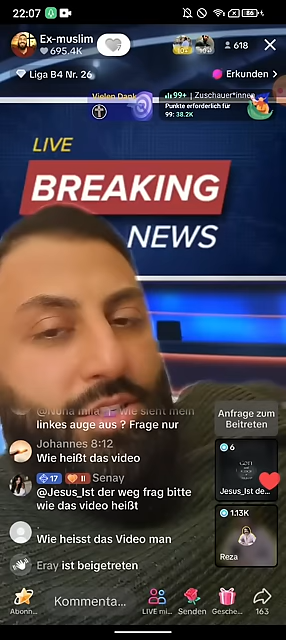 22:07
86
Ex-muslim
695.4K
618
Liga B4 Nr. 26
Erkunden >
Vielen Dank
99+ | Zuschauer*innen
Punkte erforderlich für
99: 38.2K
LIVE
BREAKING
NEWS
linkes auge aus ? Frage nur
Johannes 8:12
Wie heißt das video
17 II Senay
@Jesus_Ist der weg frag bitte
wie das video heißt
.
Wie heisst das Video man
Eray ist beigetreten
Anfrage zum
Beitreten
6
Jesus_Ist de...
1.13K
Reza
Abonn...
Kommenta...
LIVE mi...
Senden
Gesche...
163